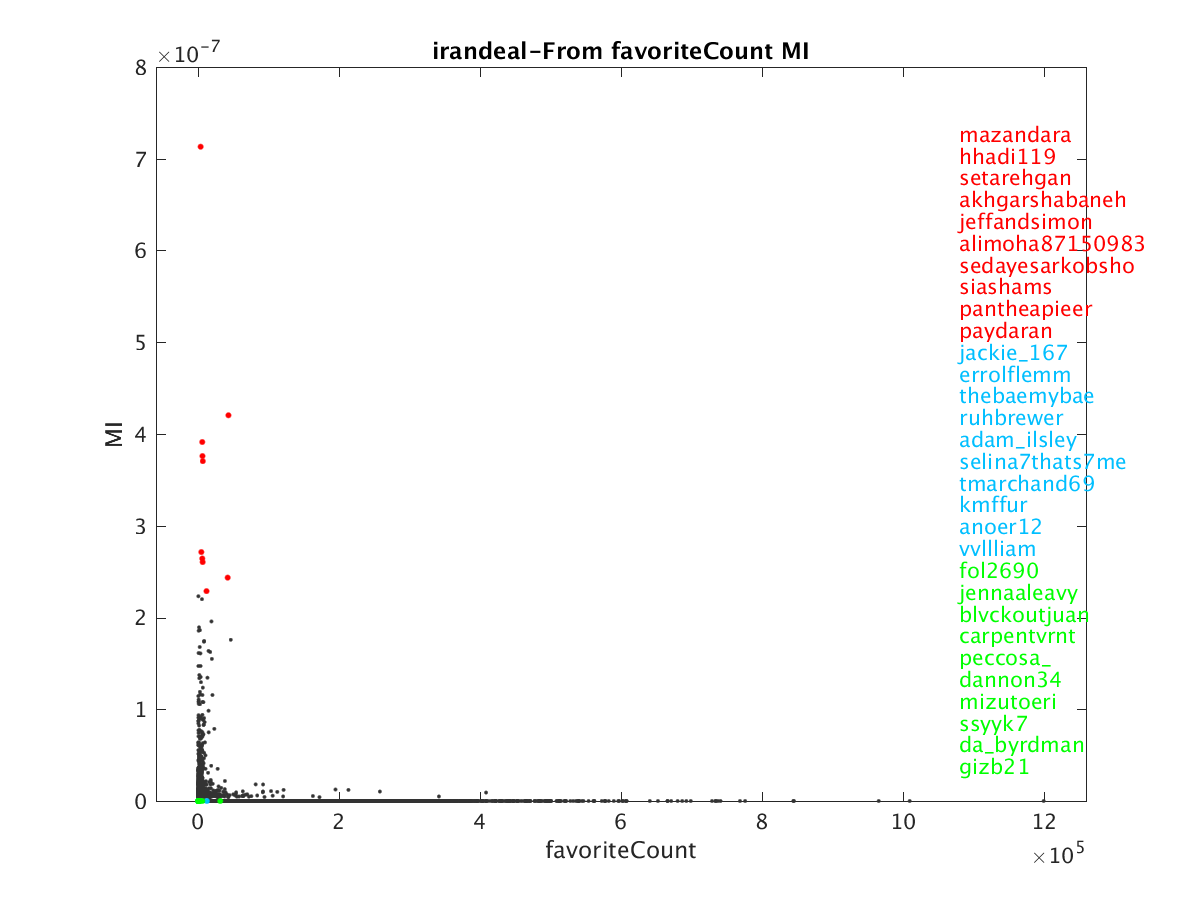 irandeal-From favoriteCount MI
×10⁻⁷
8
7
6
5
4
3
2
1
0
MI
0 2 4 6 8 10 12
×10⁵
favoriteCount
mazandara
hhadi119
setarehgan
akhgarshabaneh
jeffandsimon
alimoha87150983
sedayesarkobsho
siashams
pantheapieer
paydaran
jackie_167
errolflemm
thebaemybae
ruhbrewer
adam_ilsley
selina7thats7me
tmarchand69
kmffur
anoer12
vvllliam
fol2690
jennaaleavy
blvckoutjuan
carpentvrnt
peccosa_
dannon34
mizutoeri
ssyyk7
da_byrdman
gizb21